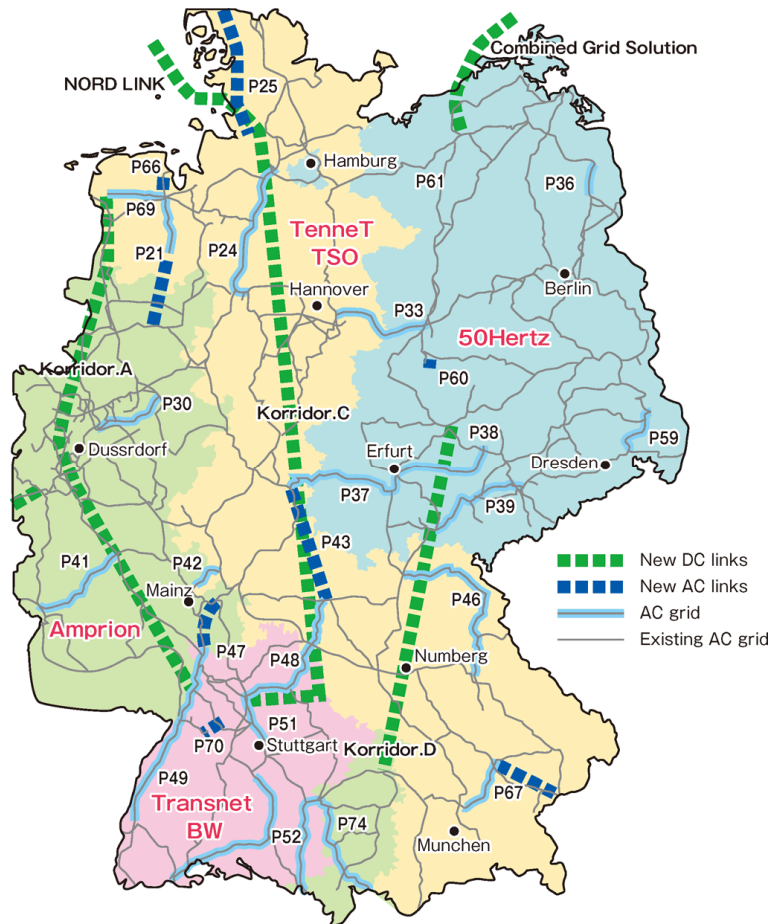 Combined Grid Solution
NORD LINK
P25
Hamburg
P66
P61
P36
P69
TenneT
TSO
P21
P24
Hannover
Berlin
P33
50Hertz
Korridor.A
P60
P30
Korridor.C
P38
Dussrdorf
Erfurt
P59
Dresden
P37
P39
P43
P41
P42
New DC links
Mainz
New AC links
P46
AC grid
Amprion
Existing AC grid
P47
P48
Numberg
P51
P70
Stuttgart
Korridor.D
P49
P67
Transnet
BW
P52
P74
Munchen